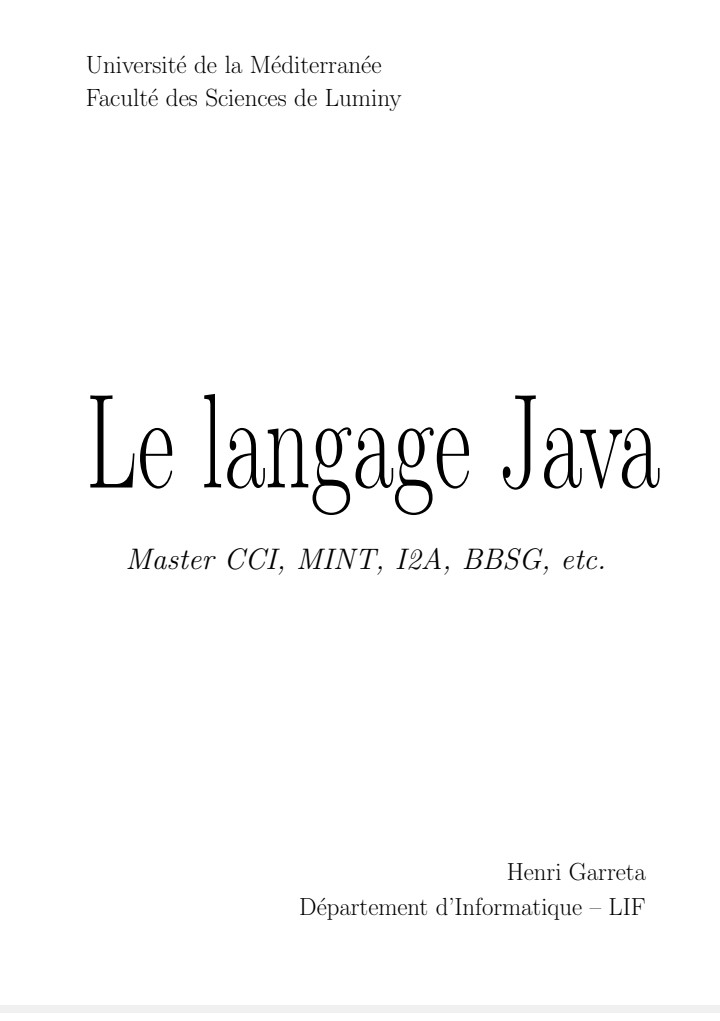 Université de la Méditerranée
Faculté des Sciences de Luminy
Le langage Java
Master CCI, MINT, I2A, BBSG, etc.
Henri Garreta
Département d'Informatique – LIF